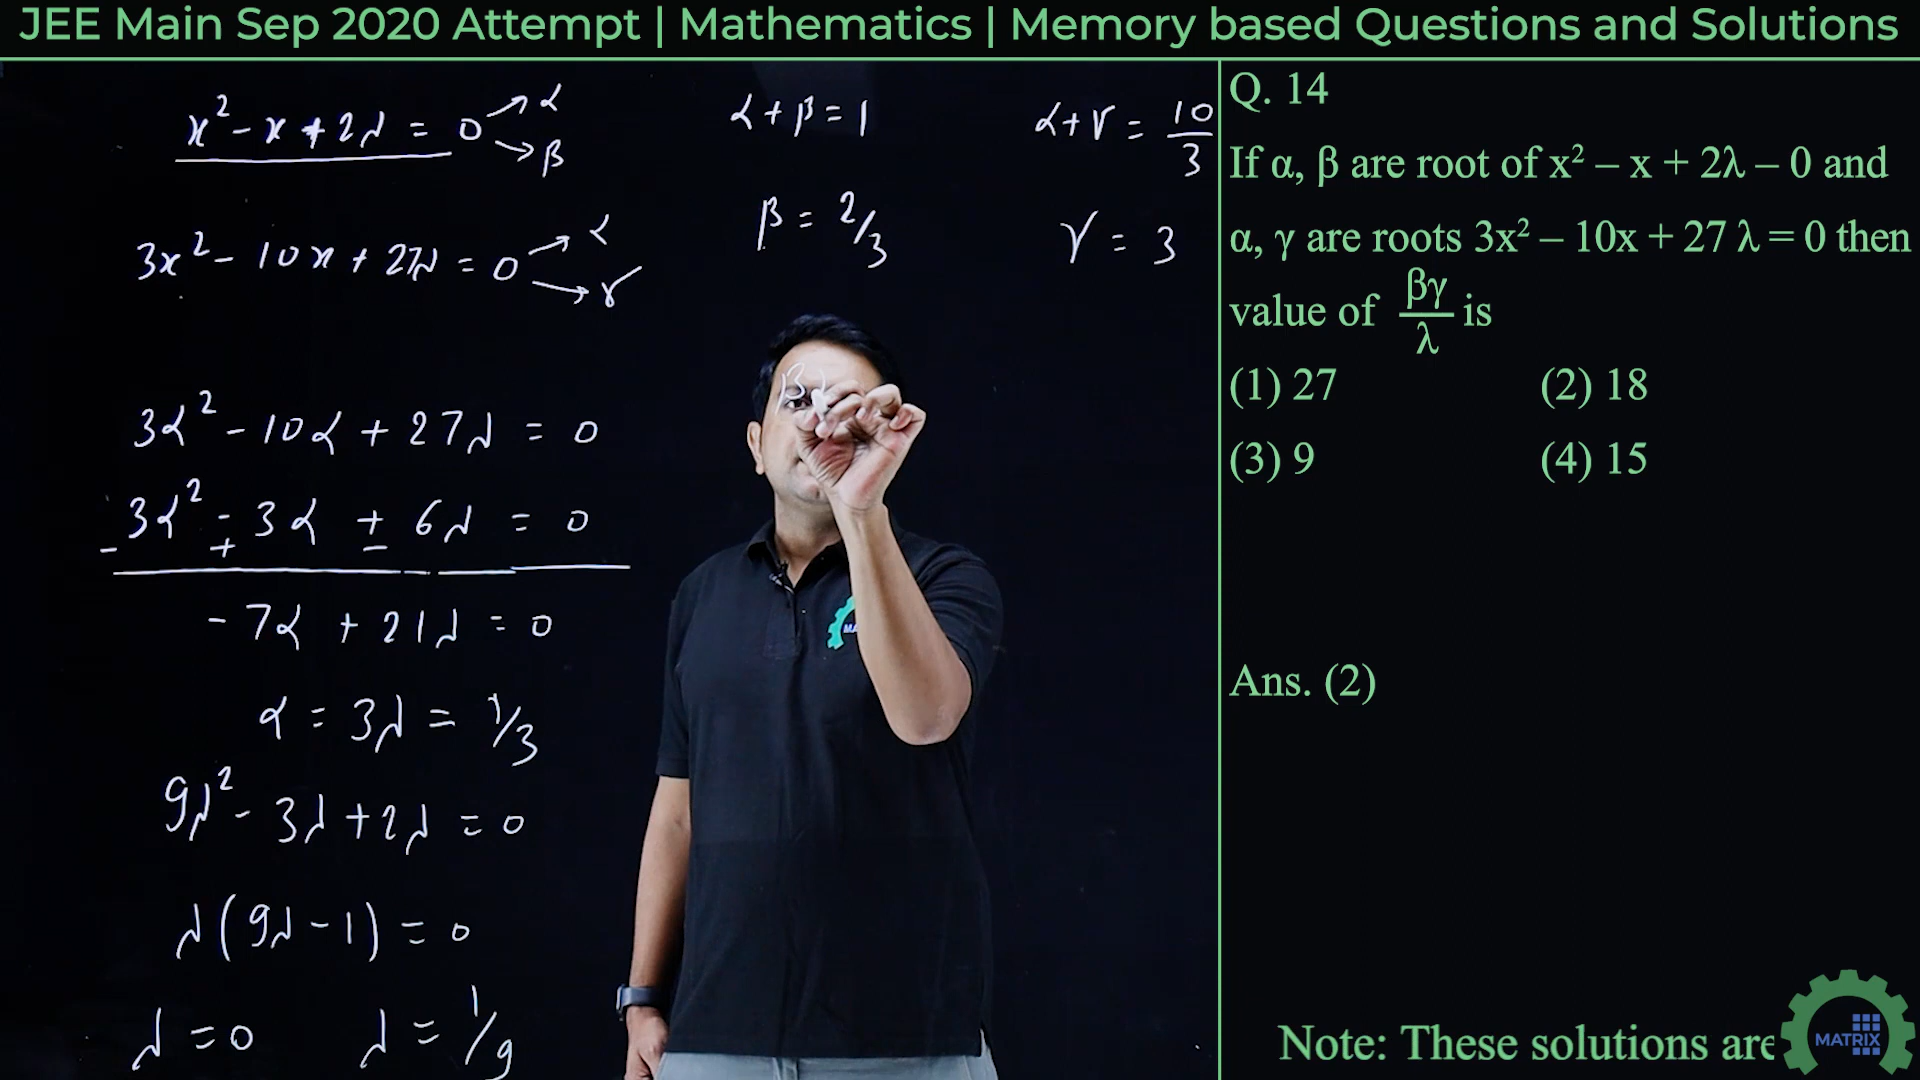 JEE Main Sep 2020 Attempt | Mathematics | Memory based Questions and Solutions
x² - x + 2λ = 0 → α
→ β
3x² - 10x + 27λ = 0 → α
→ γ
3α² - 10α + 27λ = 0
3α² - 3α + 6λ = 0
- + -
-7α + 21λ = 0
α = 3λ = 1/3
9λ² - 3λ + 2λ = 0
λ(9λ - 1) = 0
λ = 0 λ = 1/9
α + β = 1
β = 2/3
α + γ = 10/3
γ = 3
βγ
MA
Q. 14
If α, β are root of x² – x + 2λ – 0 and
α, γ are roots 3x² – 10x + 27 λ = 0 then
value of βγ/λ is
(1) 27 (2) 18
(3) 9 (4) 15
Ans. (2)
Note: These solutions are
MATRIX